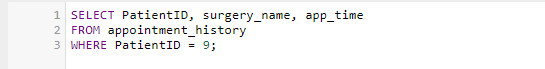 1 SELECT PatientID, surgery_name, app_time
2 FROM appointment_history
3 WHERE PatientID = 9;